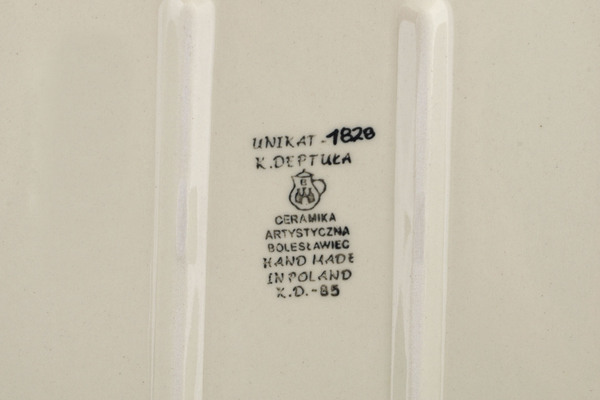 UNIKAT-1828
K.DEPTUŁA
B
CERAMIKA
ARTYSTYCZNA
BOLESŁAWIEC
HAND MADE
IN POLAND
K.D.-85